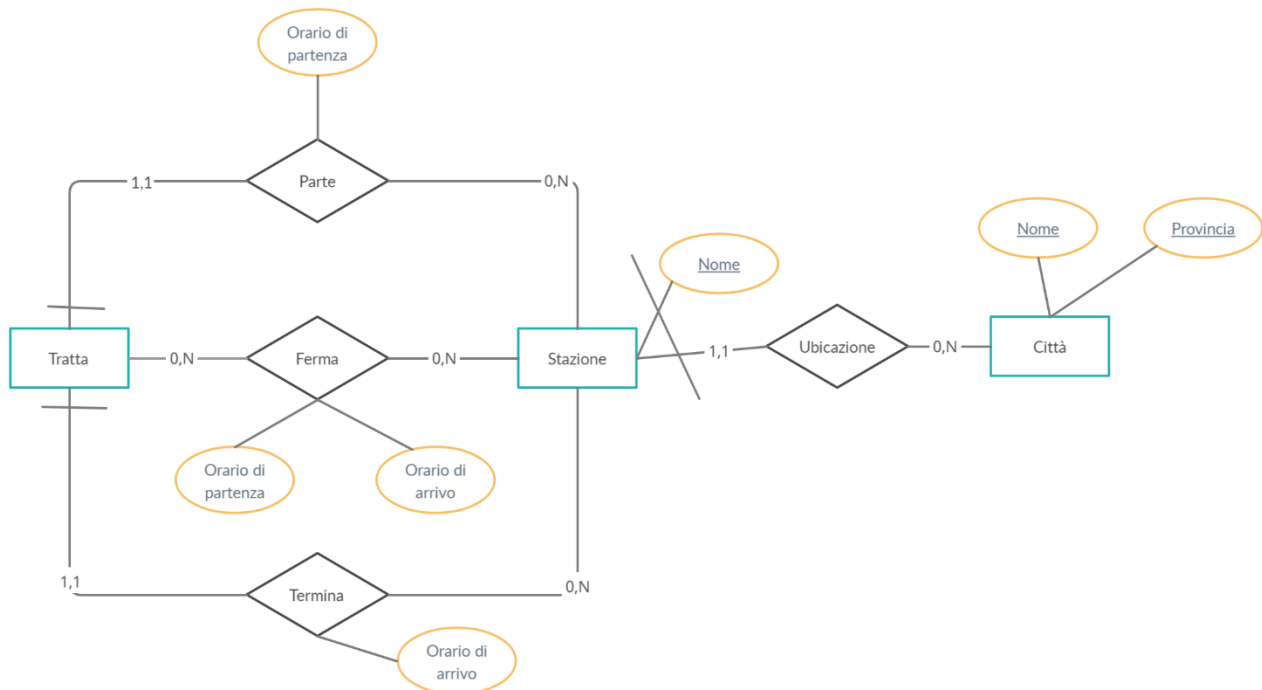 Orario di
partenza
Parte
1,1
0,N
Nome
Nome
Provincia
Tratta
0,N
Ferma
0,N
Stazione
1,1
Ubicazione
0,N
Città
Orario di
partenza
Orario di
arrivo
1,1
Termina
0,N
Orario di
arrivo